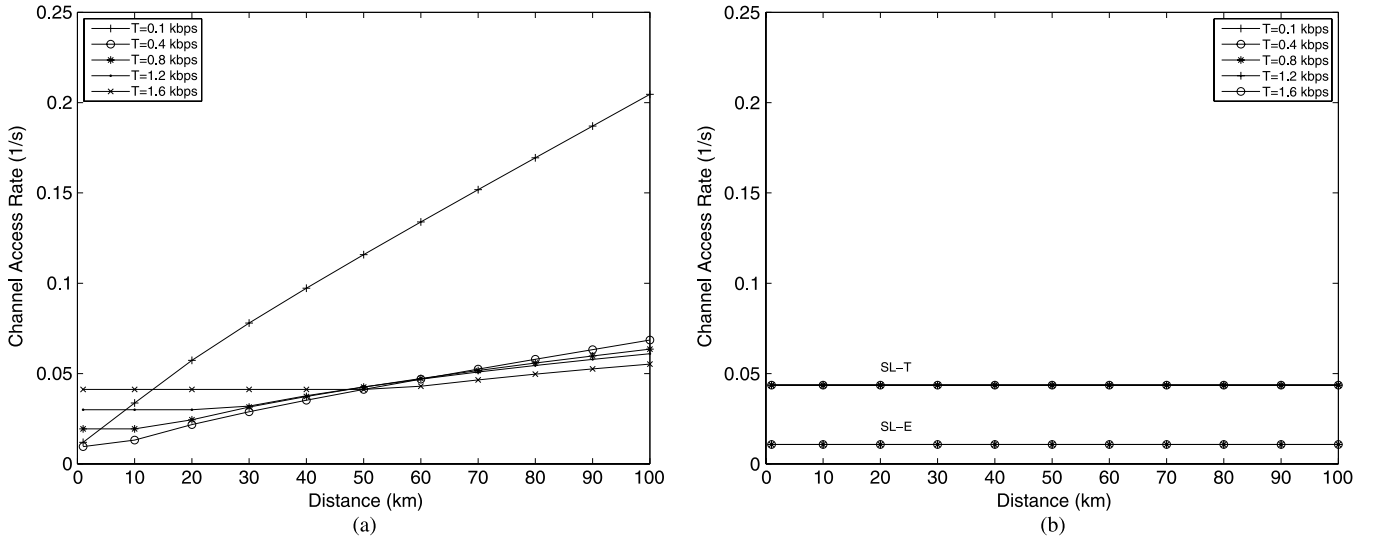 0.25
0.2
0.15
0.1
0.05
0
Channel Access Rate (1/s)
T=0.1 kbps
T=0.4 kbps
T=0.8 kbps
T=1.2 kbps
T=1.6 kbps
0 10 20 30 40 50 60 70 80 90 100
Distance (km)
(a)
0.25
0.2
0.15
0.1
0.05
0
Channel Access Rate (1/s)
T=0.1 kbps
T=0.4 kbps
T=0.8 kbps
T=1.2 kbps
T=1.6 kbps
SL-T
SL-E
0 10 20 30 40 50 60 70 80 90 100
Distance (km)
(b)